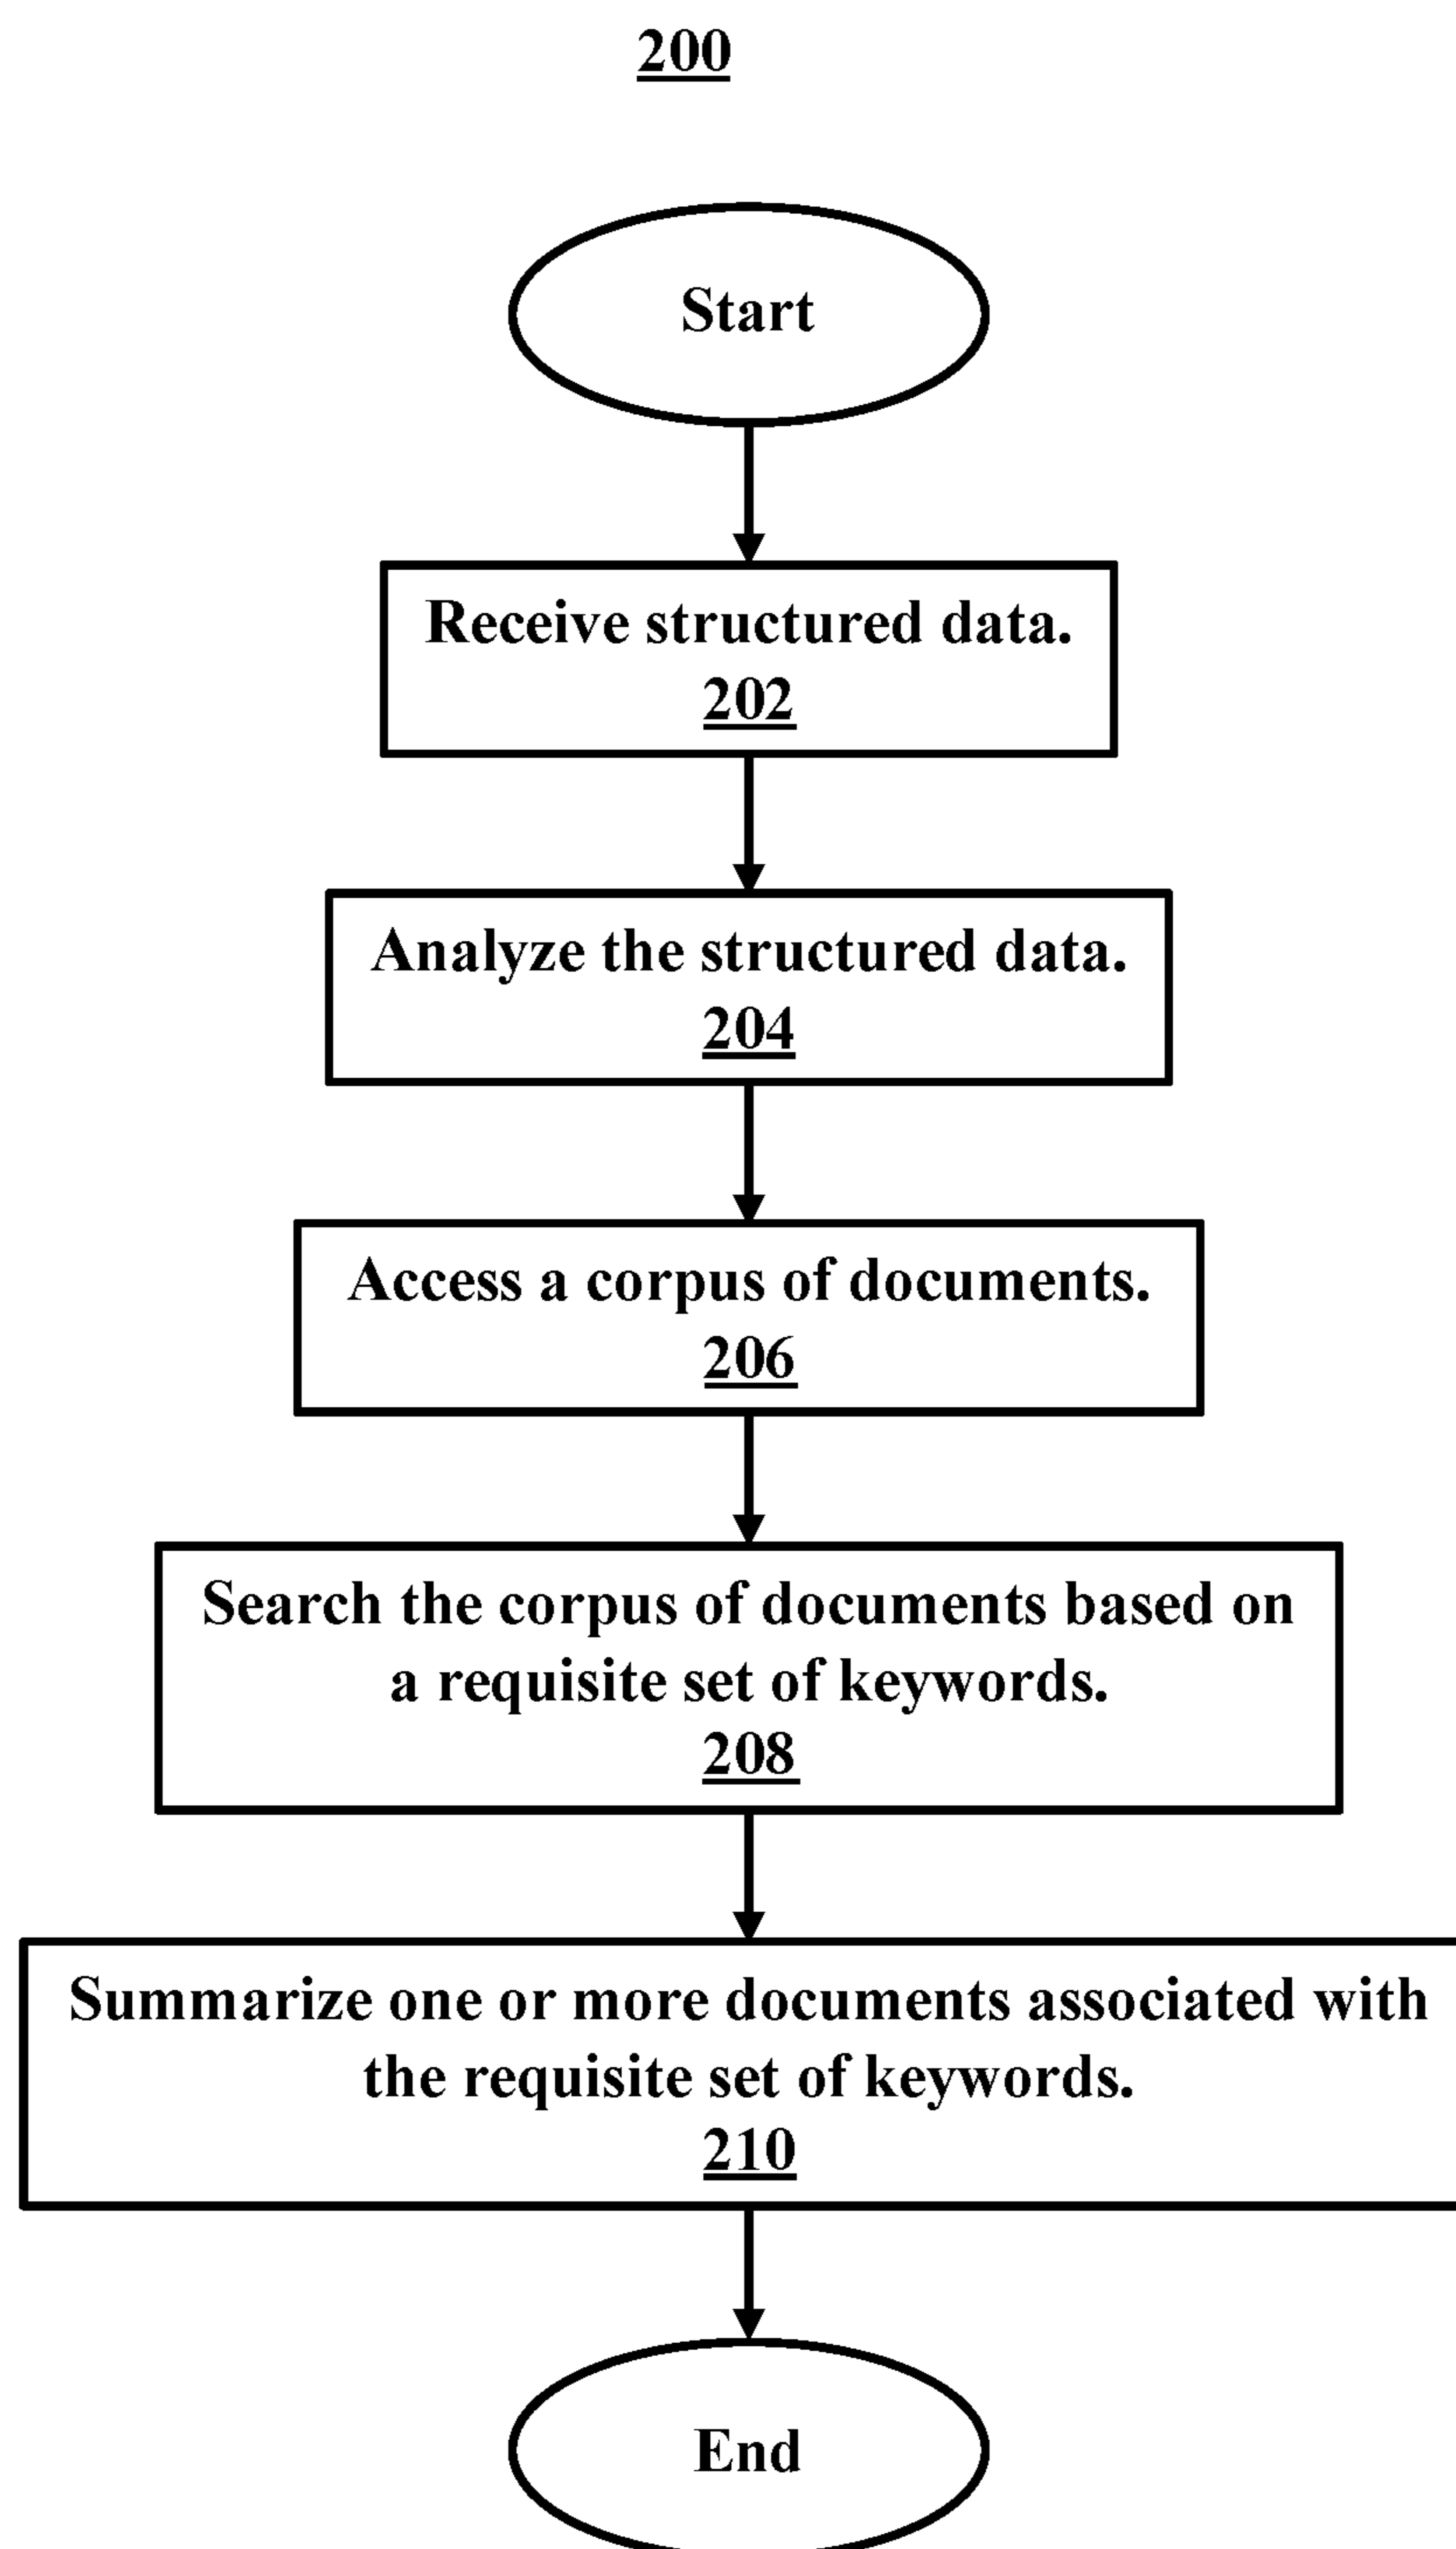 200
Start
Receive structured data.
202
Analyze the structured data.
204
Access a corpus of documents.
206
Search the corpus of documents based on
a requisite set of keywords.
208
Summarize one or more documents associated with
the requisite set of keywords.
210
End